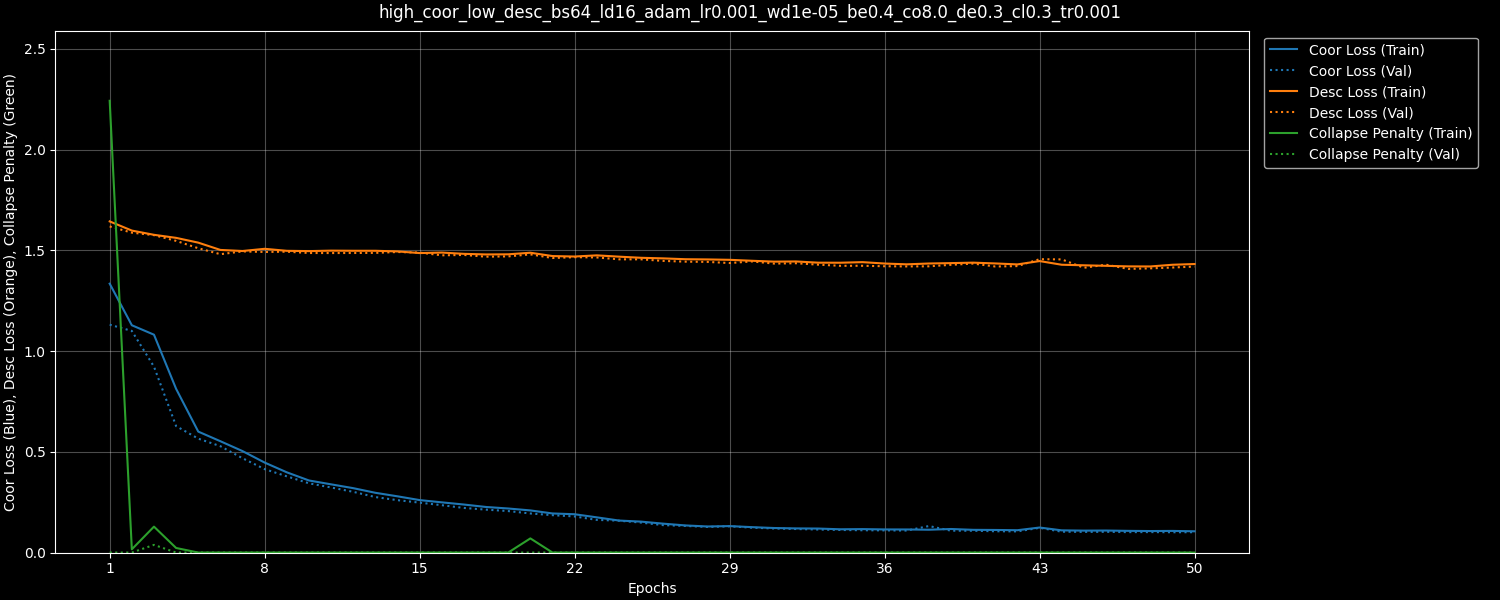 high_coor_low_desc_bs64_ld16_adam_lr0.001_wd1e-05_be0.4_co8.0_de0.3_cl0.3_tr0.001
Coor Loss (Blue), Desc Loss (Orange), Collapse Penalty (Green)
2.5
2.0
1.5
1.0
0.5
0.0
1 8 15 22 29 36 43 50
Epochs
Coor Loss (Train)
Coor Loss (Val)
Desc Loss (Train)
Desc Loss (Val)
Collapse Penalty (Train)
Collapse Penalty (Val)